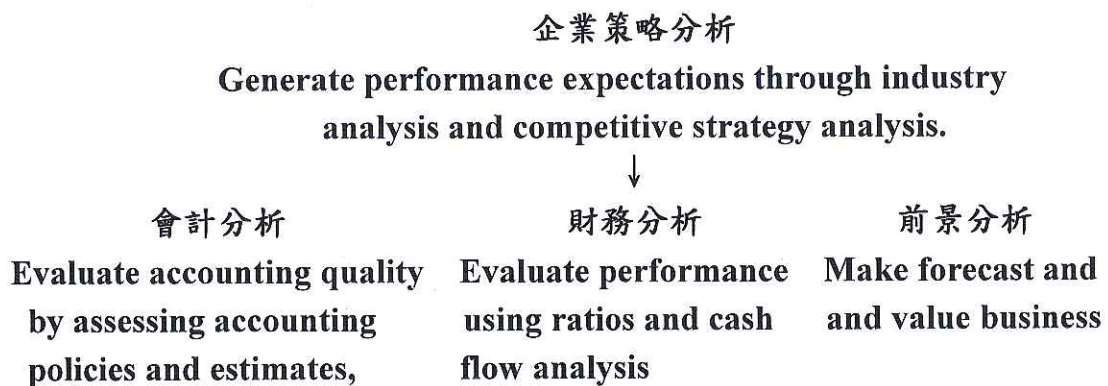 企業策略分析
Generate performance expectations through industry
analysis and competitive strategy analysis.
↓
會計分析
Evaluate accounting quality
by assessing accounting
policies and estimates,
財務分析
Evaluate performance
using ratios and cash
flow analysis
前景分析
Make forecast and
and value business